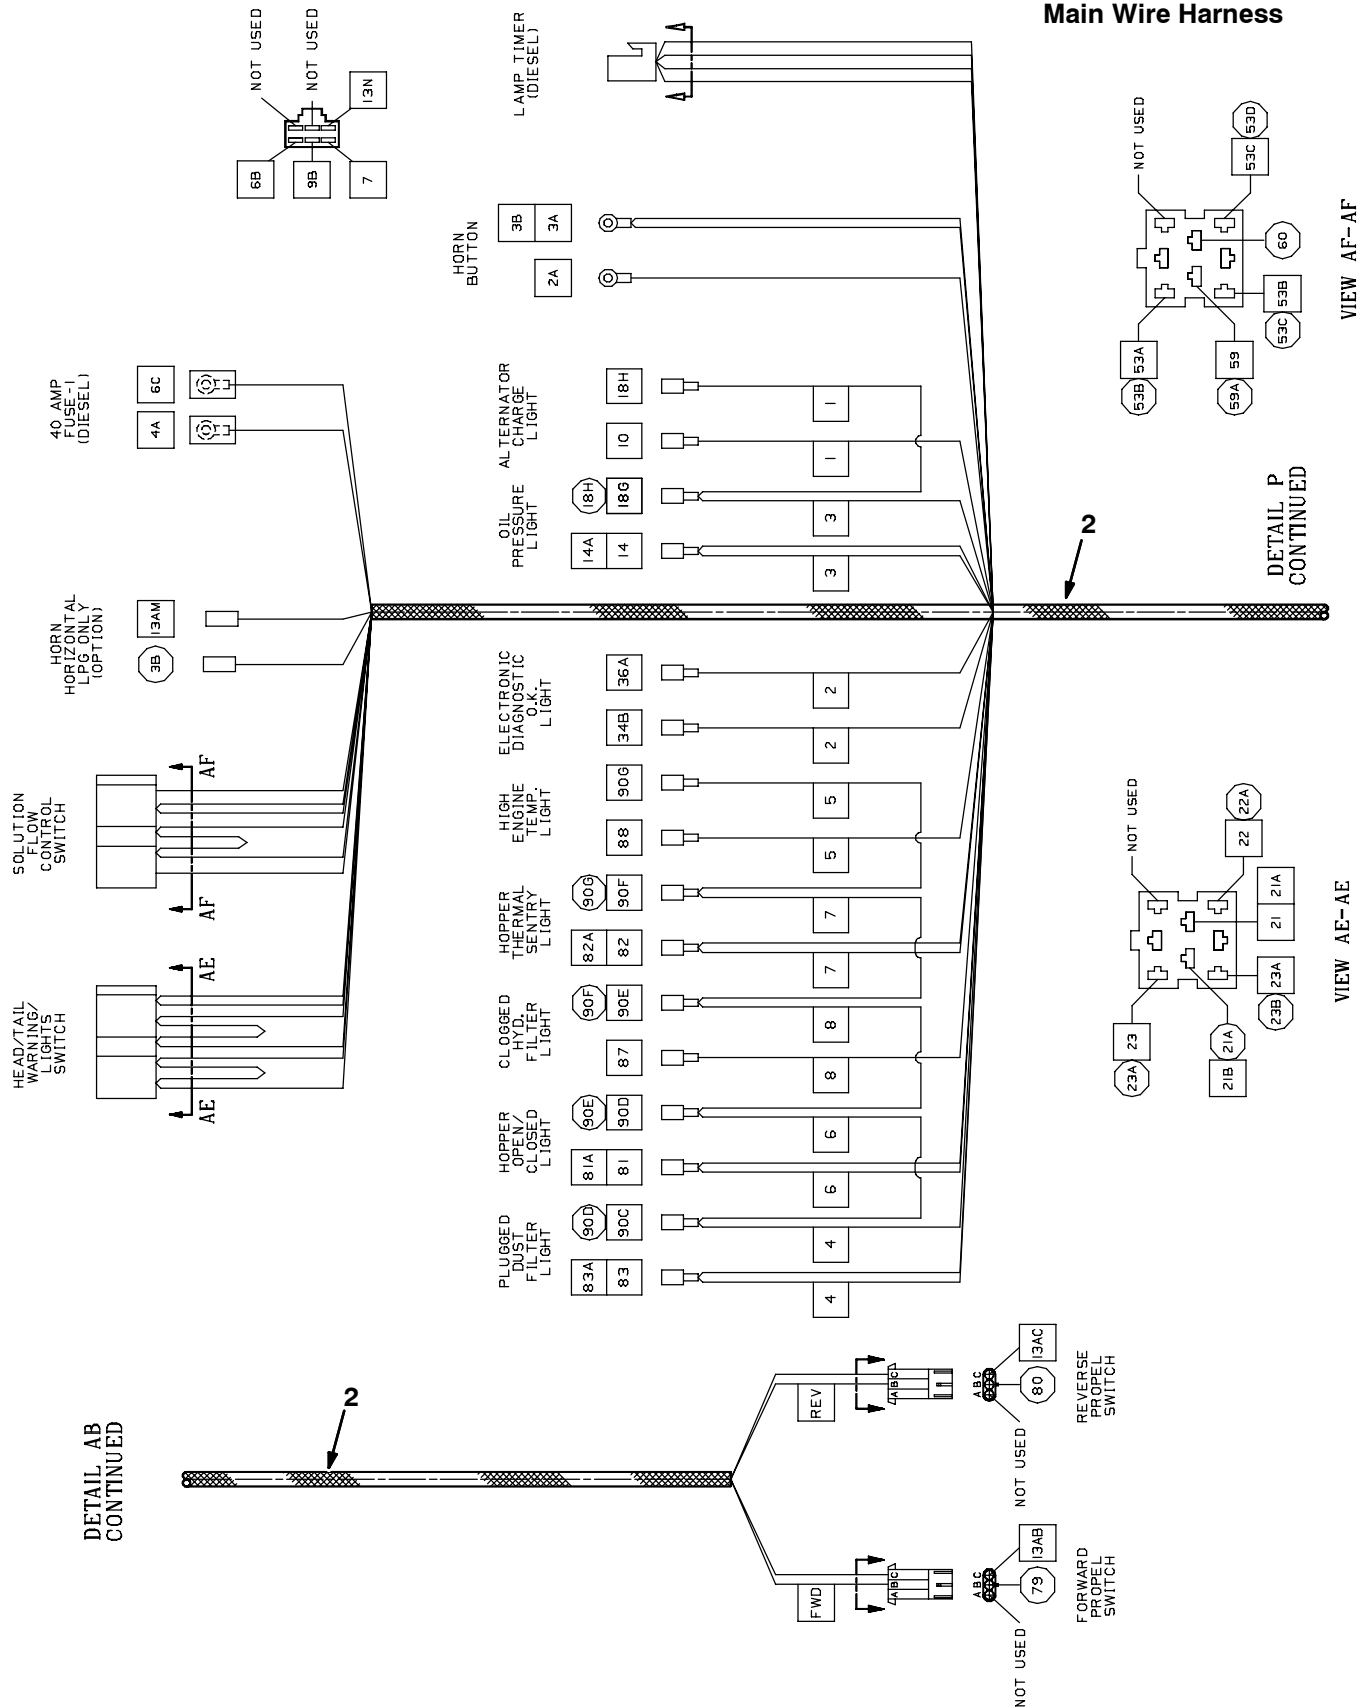 Main Wire Harness
NOT USED
NOT USED
6B
9B
7
13N
LAMP TIMER
(DIESEL)
HORN
BUTTON
3B
3A
2A
40 AMP
FUSE-1
(DIESEL)
6C
4A
ALTERNATOR
CHARGE
LIGHT
18H
10
1
1
OIL
PRESSURE
LIGHT
18H
18G
14A
14
3
3
HORN
HORIZONTAL
LPG ONLY
(OPTION)
13AM
3B
SOLUTION
FLOW
CONTROL
SWITCH
AF
AF
HEAD/TAIL
WARNING/
LIGHTS
SWITCH
AE
AE
ELECTRONIC
DIAGNOSTIC
O.K.
LIGHT
36A
34B
2
2
HIGH
ENGINE
TEMP.
LIGHT
90G
88
5
5
HOPPER
THERMAL
SENTRY
LIGHT
90G
90F
82A
82
7
7
CLOGGED
HYD.
FILTER
LIGHT
90F
90E
87
8
8
HOPPER
OPEN/
CLOSED
LIGHT
90E
90D
81A
81
6
6
PLUGGED
DUST
FILTER
LIGHT
90D
90C
83A
83
4
4
2
DETAIL P
CONTINUED
NOT USED
53D
53C
60
53B
53C
53A
53B
59
59A
VIEW AF-AF
NOT USED
22A
22
21A
21
23A
23B
23
23A
21A
21B
VIEW AE-AE
DETAIL AB
CONTINUED
2
REV
A B C
A B C
13AC
80
NOT USED
REVERSE
PROPEL
SWITCH
FWD
A B C
A B C
13AB
79
NOT USED
FORWARD
PROPEL
SWITCH